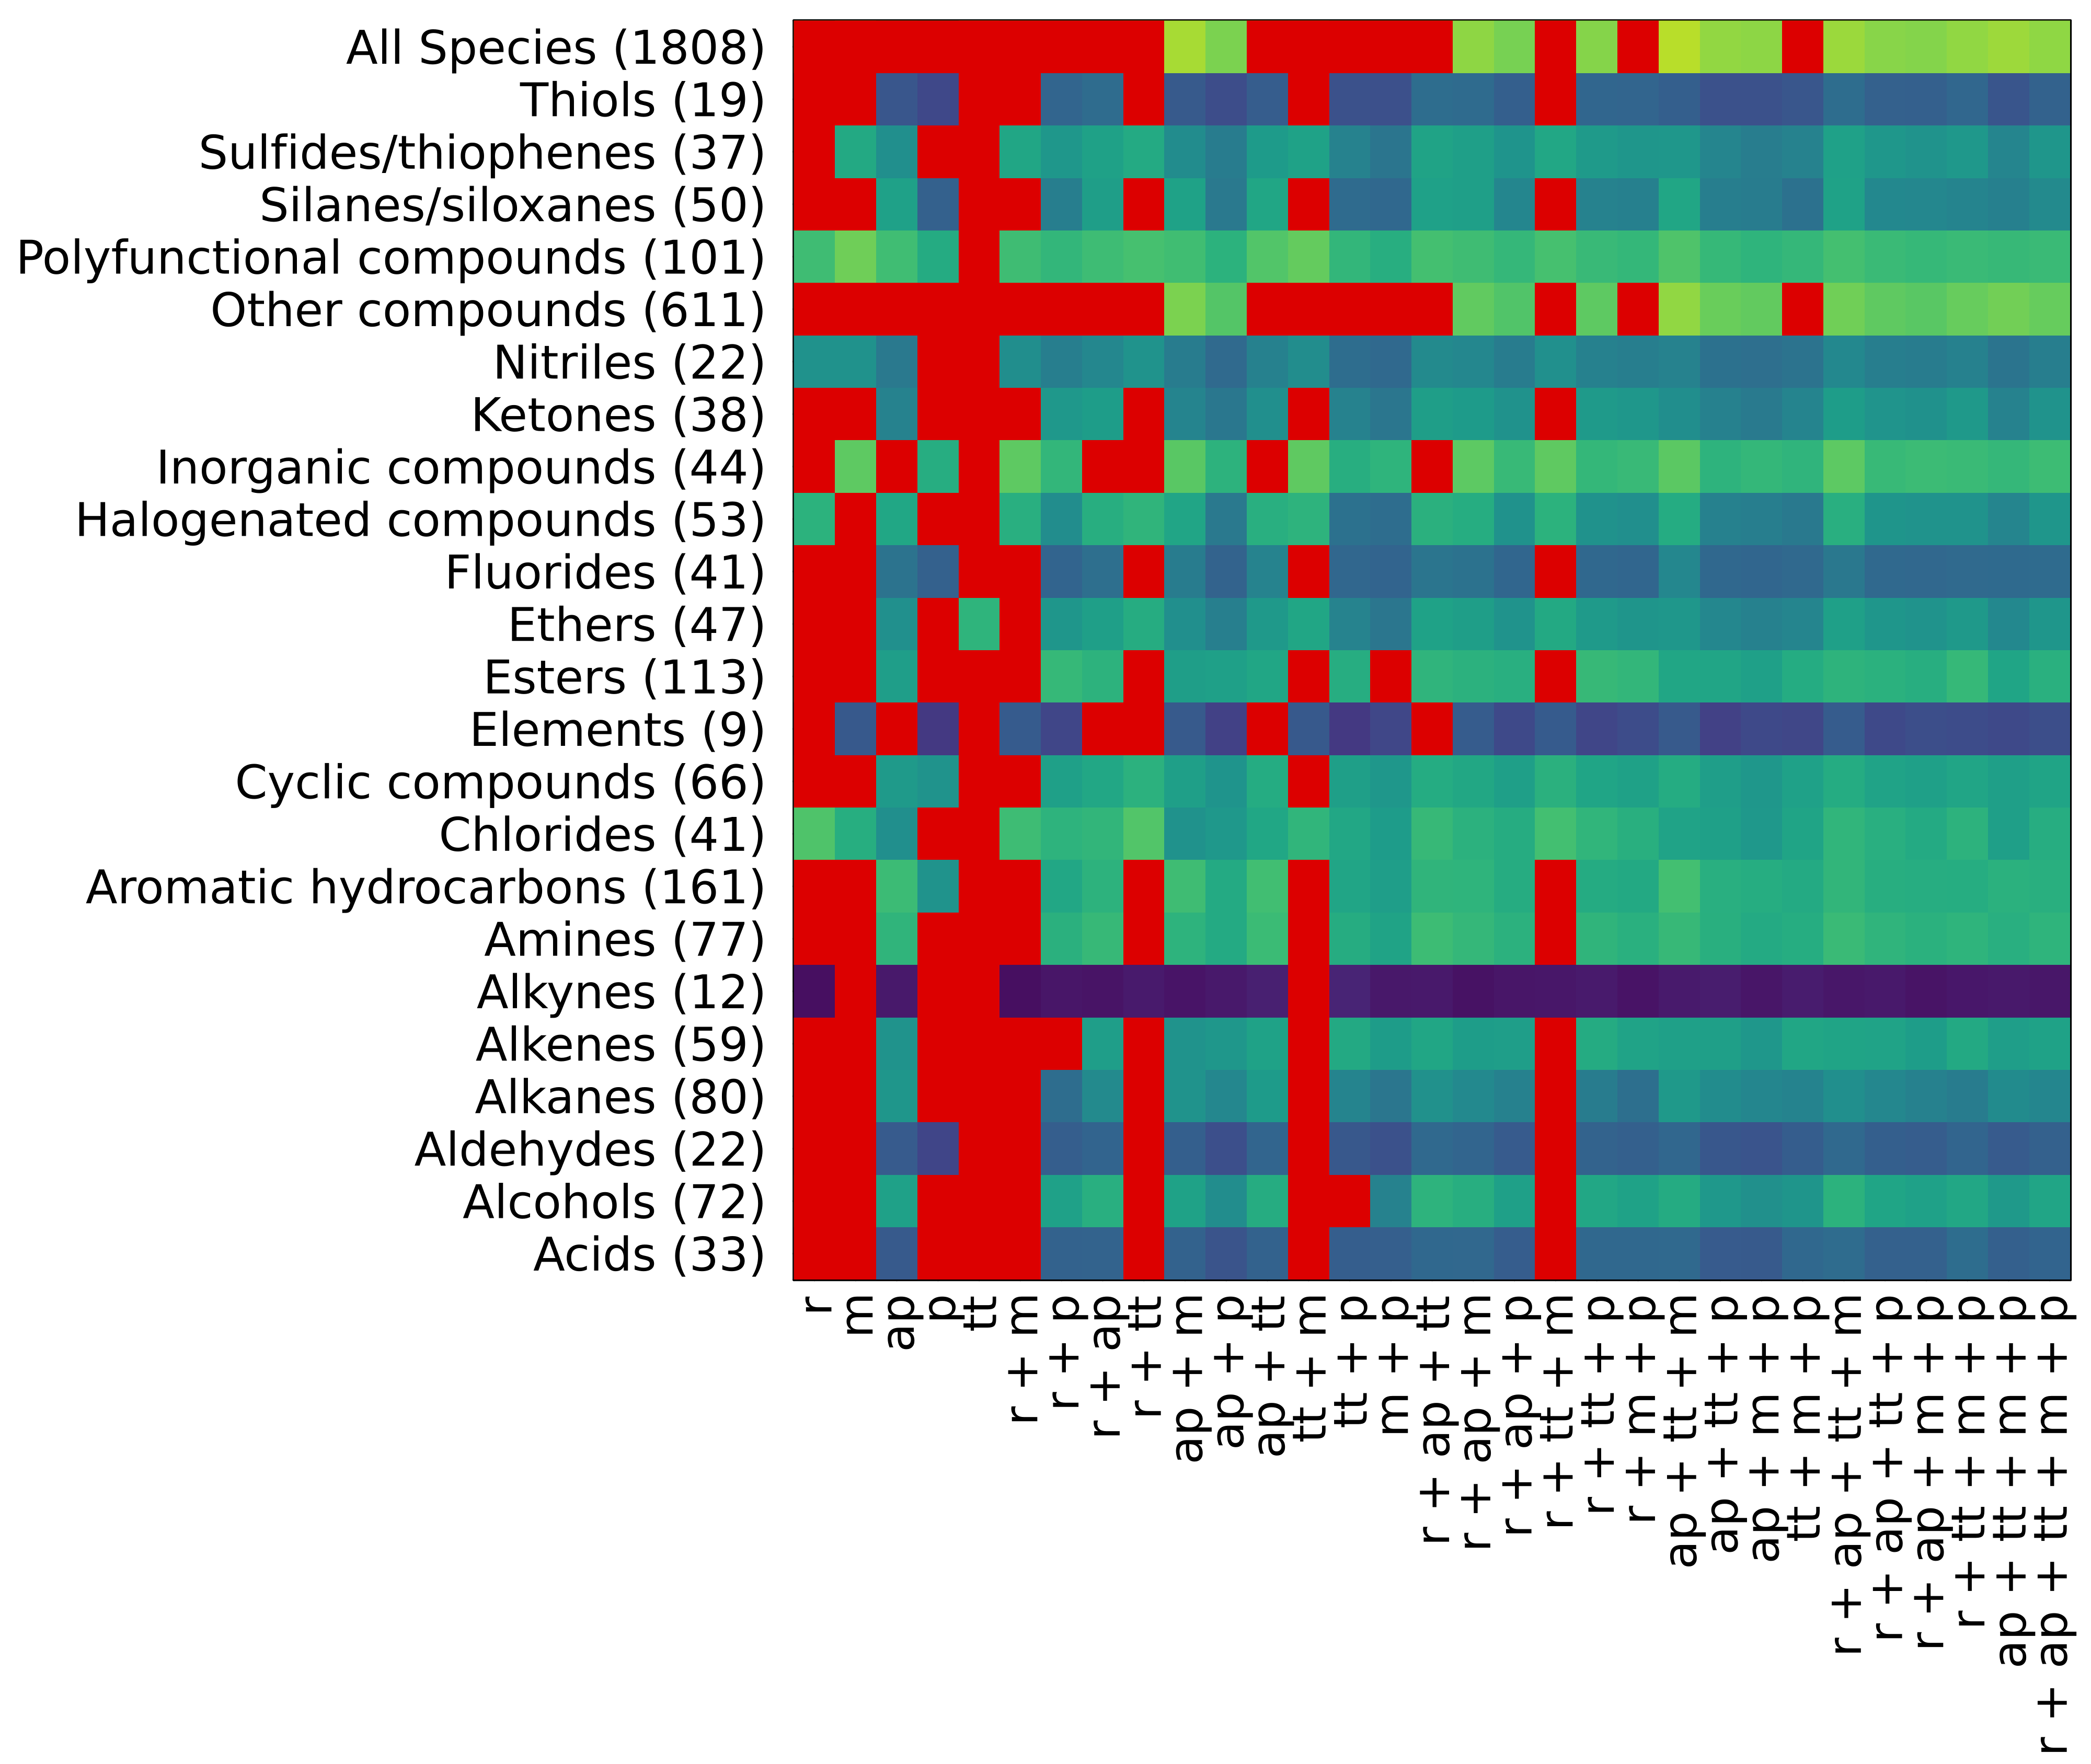 All Species (1808)
Thiols (19)
Sulfides/thiophenes (37)
Silanes/siloxanes (50)
Polyfunctional compounds (101)
Other compounds (611)
Nitriles (22)
Ketones (38)
Inorganic compounds (44)
Halogenated compounds (53)
Fluorides (41)
Ethers (47)
Esters (113)
Elements (9)
Cyclic compounds (66)
Chlorides (41)
Aromatic hydrocarbons (161)
Amines (77)
Alkynes (12)
Alkenes (59)
Alkanes (80)
Aldehydes (22)
Alcohols (72)
Acids (33)
r
m
ap
p
tt
r + m
r + p
r + ap
r + tt
ap + m
ap + p
ap + tt
tt + m
tt + p
m + p
r + ap + tt
r + ap + m
r + ap + p
r + tt + m
r + tt + p
r + m + p
ap + tt + m
ap + tt + p
ap + m + p
tt + m + p
r + ap + tt + m
r + ap + tt + p
r + ap + m + p
r + tt + m + p
ap + tt + m + p
r + ap + tt + m + p